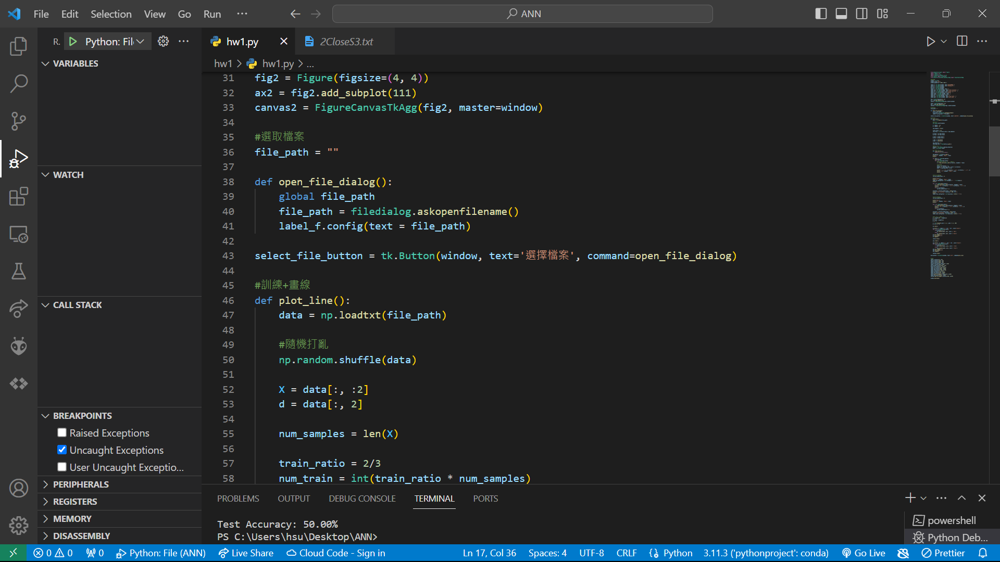 File Edit Selection View Go Run ··· ANN
R. Python: Fil
VARIABLES
WATCH
CALL STACK
BREAKPOINTS
Raised Exceptions
Uncaught Exceptions
User Uncaught Exceptio...
PERIPHERALS
REGISTERS
MEMORY
DISASSEMBLY
hw1.py 2CloseS3.txt
hw1 > hw1.py > ...
31 fig2 = Figure(figsize=(4, 4))
32 ax2 = fig2.add_subplot(111)
33 canvas2 = FigureCanvasTkAgg(fig2, master=window)
34
35 #選取檔案
36 file_path = ""
37
38 def open_file_dialog():
39 global file_path
40 file_path = filedialog.askopenfilename()
41 label_f.config(text = file_path)
42
43 select_file_button = tk.Button(window, text='選擇檔案', command=open_file_dialog)
44
45 #訓練+畫線
46 def plot_line():
47 data = np.loadtxt(file_path)
48
49 #隨機打亂
50 np.random.shuffle(data)
51
52 X = data[:, :2]
53 d = data[:, 2]
54
55 num_samples = len(X)
56
57 train_ratio = 2/3
58 num_train = int(train_ratio * num_samples)
PROBLEMS OUTPUT DEBUG CONSOLE TERMINAL PORTS
Test Accuracy: 50.00%
PS C:\Users\hsu\Desktop\ANN>
powershell
Python Deb...
0 0 0 Python: File (ANN) Live Share Cloud Code - Sign in Ln 17, Col 36 Spaces: 4 UTF-8 CRLF Python 3.11.3 ('pythonproject': conda) Go Live Prettier